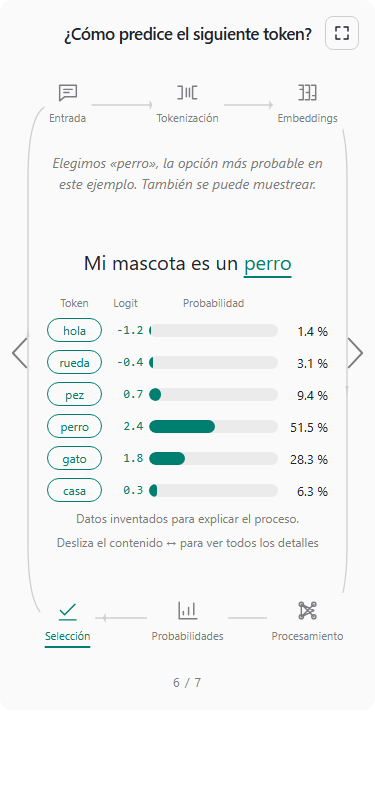 ¿Cómo predice el siguiente token?
Entrada Tokenización Embeddings
Elegimos «perro», la opción más probable en
este ejemplo. También se puede muestrear.
Mi mascota es un perro
Token Logit Probabilidad
hola -1.2 1.4 %
rueda -0.4 3.1 %
pez 0.7 9.4 %
perro 2.4 51.5 %
gato 1.8 28.3 %
casa 0.3 6.3 %
Datos inventados para explicar el proceso.
Desliza el contenido ↔ para ver todos los detalles
Selección Probabilidades Procesamiento
6 / 7